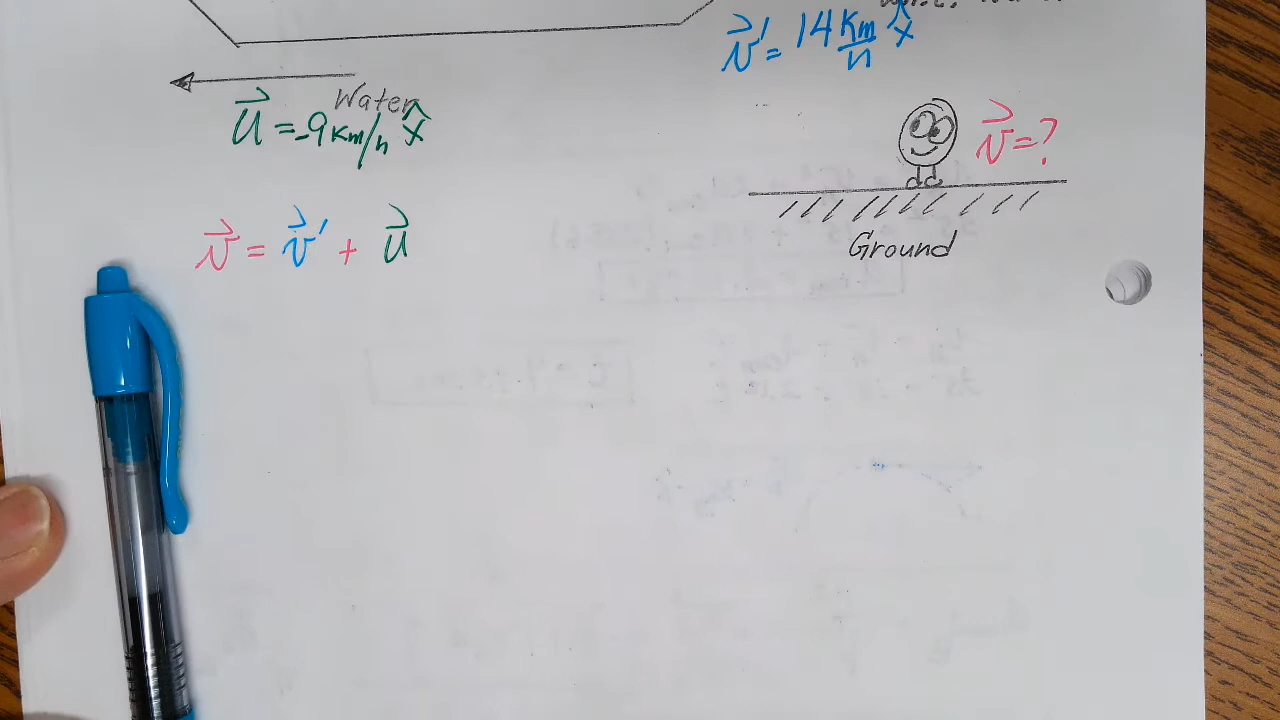 v⃗' = 14 Km/h x̂
Water
u⃗ = -9 Km/h x̂
v⃗ = ?
v⃗ = v⃗' + u⃗
Ground